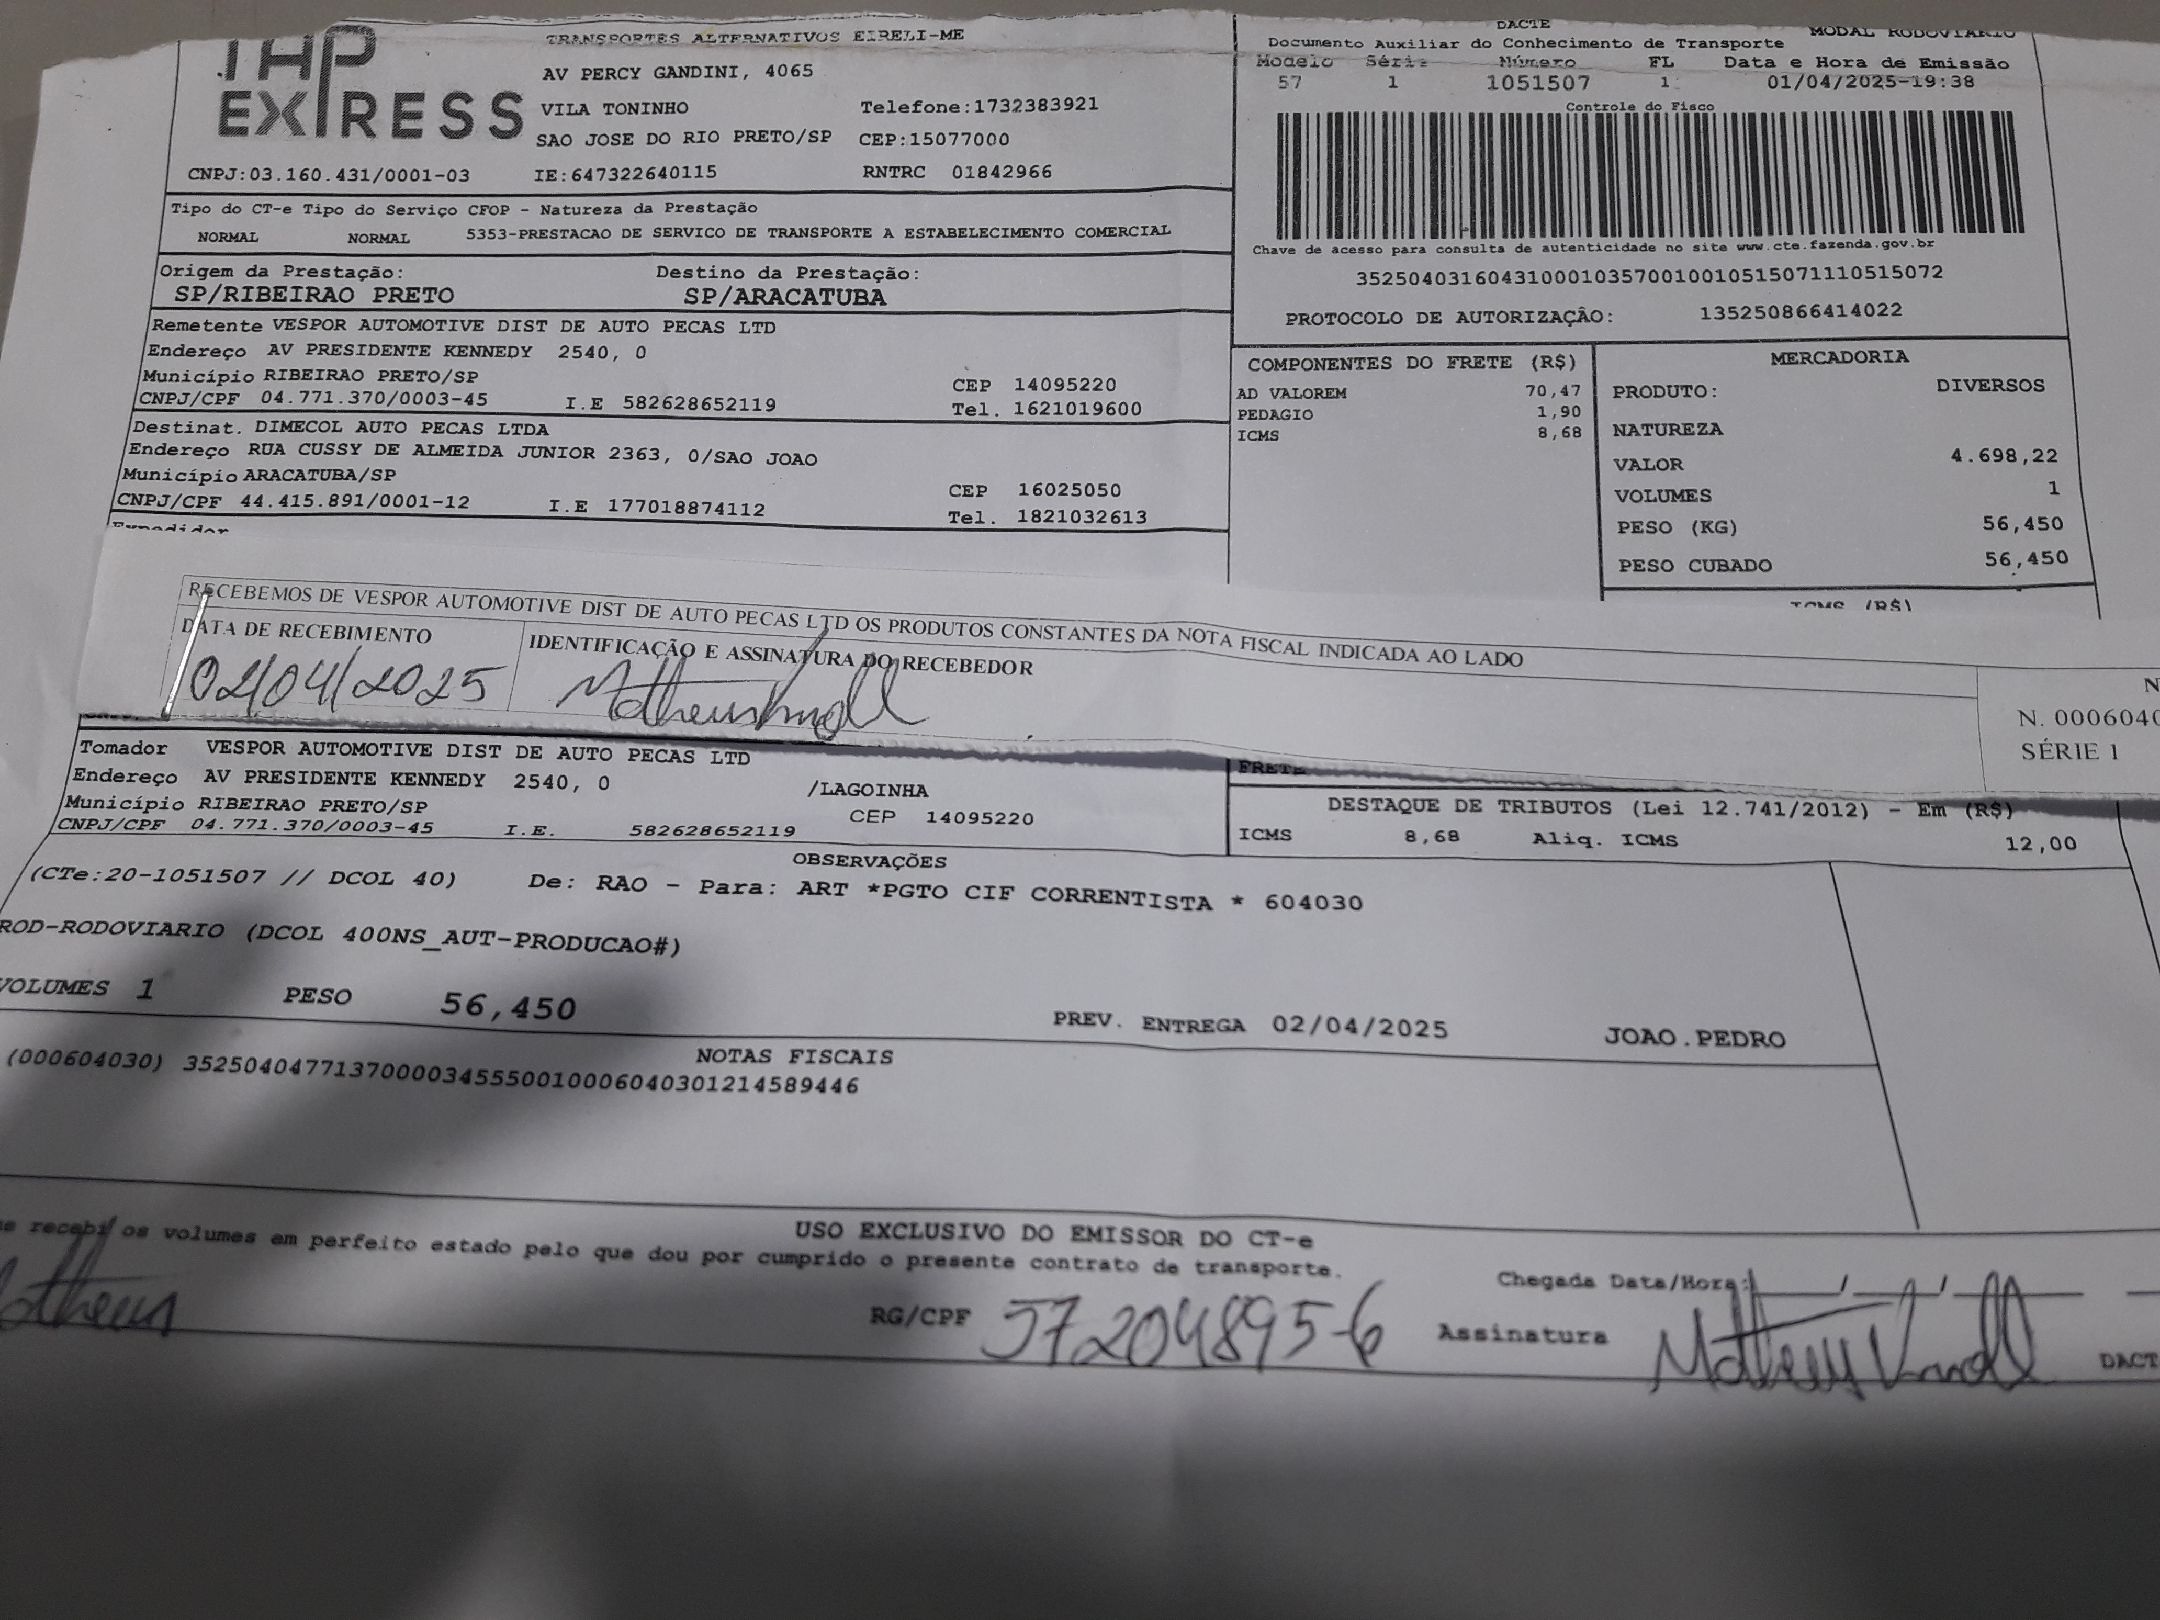 THP
EXPRESS
TRANSPORTES ALTERNATIVOS EIRELI-ME
AV PERCY GANDINI, 4065
VILA TONINHO Telefone:1732383921
SAO JOSE DO RIO PRETO/SP CEP:15077000
CNPJ:03.160.431/0001-03 IE:647322640115 RNTRC 01842966
Tipo do CT-e Tipo do Serviço CFOP - Natureza da Prestação
NORMAL NORMAL 5353-PRESTACAO DE SERVICO DE TRANSPORTE A ESTABELECIMENTO COMERCIAL
Origem da Prestação: Destino da Prestação:
SP/RIBEIRAO PRETO SP/ARACATUBA
Remetente VESPOR AUTOMOTIVE DIST DE AUTO PECAS LTD
Endereço AV PRESIDENTE KENNEDY 2540, 0
Município RIBEIRAO PRETO/SP CEP 14095220
CNPJ/CPF 04.771.370/0003-45 I.E 582628652119 Tel. 1621019600
Destinat. DIMECOL AUTO PECAS LTDA
Endereço RUA CUSSY DE ALMEIDA JUNIOR 2363, 0/SAO JOAO
Município ARACATUBA/SP CEP 16025050
CNPJ/CPF 44.415.891/0001-12 I.E 177018874112 Tel. 1821032613
Expedidor
DACTE MODAL RODOVIARIO
Documento Auxiliar do Conhecimento de Transporte
Modelo Série Número FL Data e Hora de Emissão
57 1 1051507 1 01/04/2025-19:38
Controle do Fisco
Chave de acesso para consulta de autenticidade no site www.cte.fazenda.gov.br
35250403160431000103570010010515071110515072
PROTOCOLO DE AUTORIZAÇÃO: 135250866414022
COMPONENTES DO FRETE (R$)
AD VALOREM 70,47
PEDAGIO 1,90
ICMS 8,68
MERCADORIA
PRODUTO: DIVERSOS
NATUREZA
VALOR 4.698,22
VOLUMES 1
PESO (KG) 56,450
PESO CUBADO 56,450
ICMS (R$)
RECEBEMOS DE VESPOR AUTOMOTIVE DIST DE AUTO PECAS LTD OS PRODUTOS CONSTANTES DA NOTA FISCAL INDICADA AO LADO
DATA DE RECEBIMENTO IDENTIFICAÇÃO E ASSINATURA DO RECEBEDOR
02/04/2025 Matheus
N. 0006040
SÉRIE 1
Tomador VESPOR AUTOMOTIVE DIST DE AUTO PECAS LTD
Endereço AV PRESIDENTE KENNEDY 2540, 0 /LAGOINHA
Município RIBEIRAO PRETO/SP CEP 14095220
CNPJ/CPF 04.771.370/0003-45 I.E. 582628652119
FRETE
DESTAQUE DE TRIBUTOS (Lei 12.741/2012) - Em (R$)
ICMS 8,68 Aliq. ICMS 12,00
OBSERVAÇÕES
(CTe:20-1051507 // DCOL 40) De: RAO - Para: ART *PGTO CIF CORRENTISTA * 604030
ROD-RODOVIARIO (DCOL 400NS_AUT-PRODUCAO#)
VOLUMES 1 PESO 56,450 PREV. ENTREGA 02/04/2025 JOAO.PEDRO
NOTAS FISCAIS
(000604030) 35250404771370000345550010006040301214589446
USO EXCLUSIVO DO EMISSOR DO CT-e
recebi os volumes em perfeito estado pelo que dou por cumprido o presente contrato de transporte.
Chegada Data/Hora: / /
Matheus RG/CPF 57204895-6 Assinatura Matheus
DACT